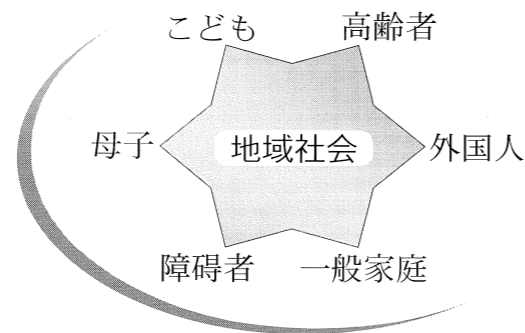 こども
高齢者
母子
地域社会
外国人
障碍者
一般家庭